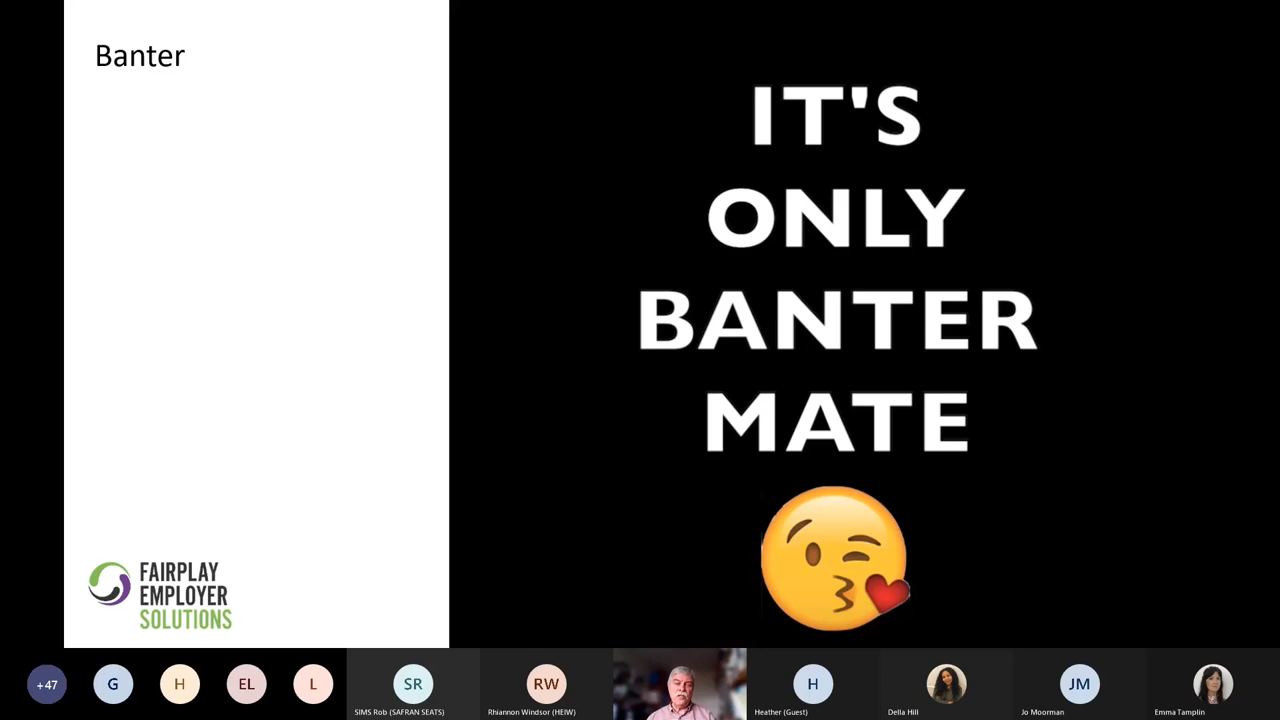 Banter
IT'S
ONLY
BANTER
MATE
FAIRPLAY
EMPLOYER
SOLUTIONS
+47
G
H
EL
L
SR
RW
H
JM
SIMS Rob (SAFRAN SEATS)
Rhiannon Windsor (HEIW)
Heather (Guest)
Della Hill
Jo Moorman
Emma Tamplin